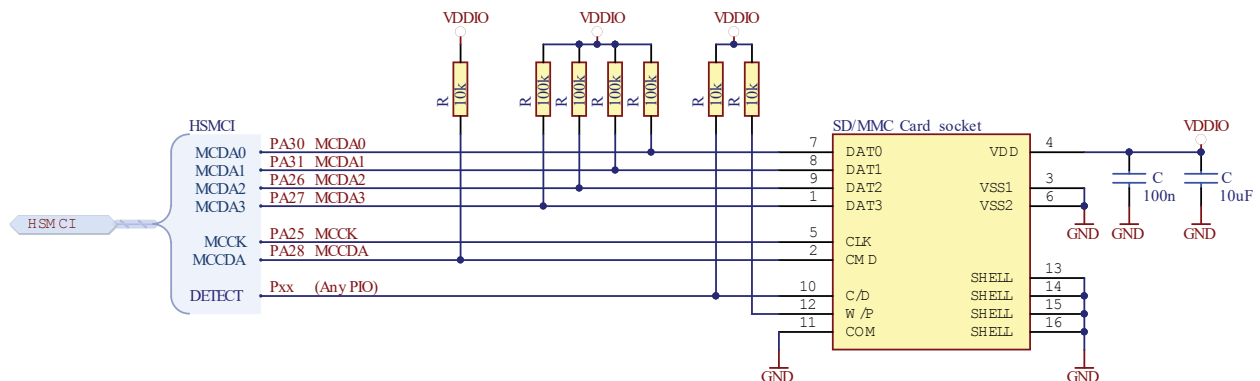 VDDIO VDDIO VDDIO
R 10k R 100k R 100k R 100k R 100k R 10k R 10k
HSMCI
SD/MMC Card socket
VDDIO
MCDA0 PA30 MCDA0 7 DAT0 VDD 4
MCDA1 PA31 MCDA1 8 DAT1
MCDA2 PA26 MCDA2 9 DAT2 VSS1 3
MCDA3 PA27 MCDA3 1 DAT3 VSS2 6
C 100n
C 10uF
HSMCI
GND GND GND
MCCK PA25 MCCK 5 CLK
MCCDA PA28 MCCDA 2 CMD
SHELL 13
DETECT Pxx (Any PIO) 10 C/D SHELL 14
12 W/P SHELL 15
11 COM SHELL 16
GND GND